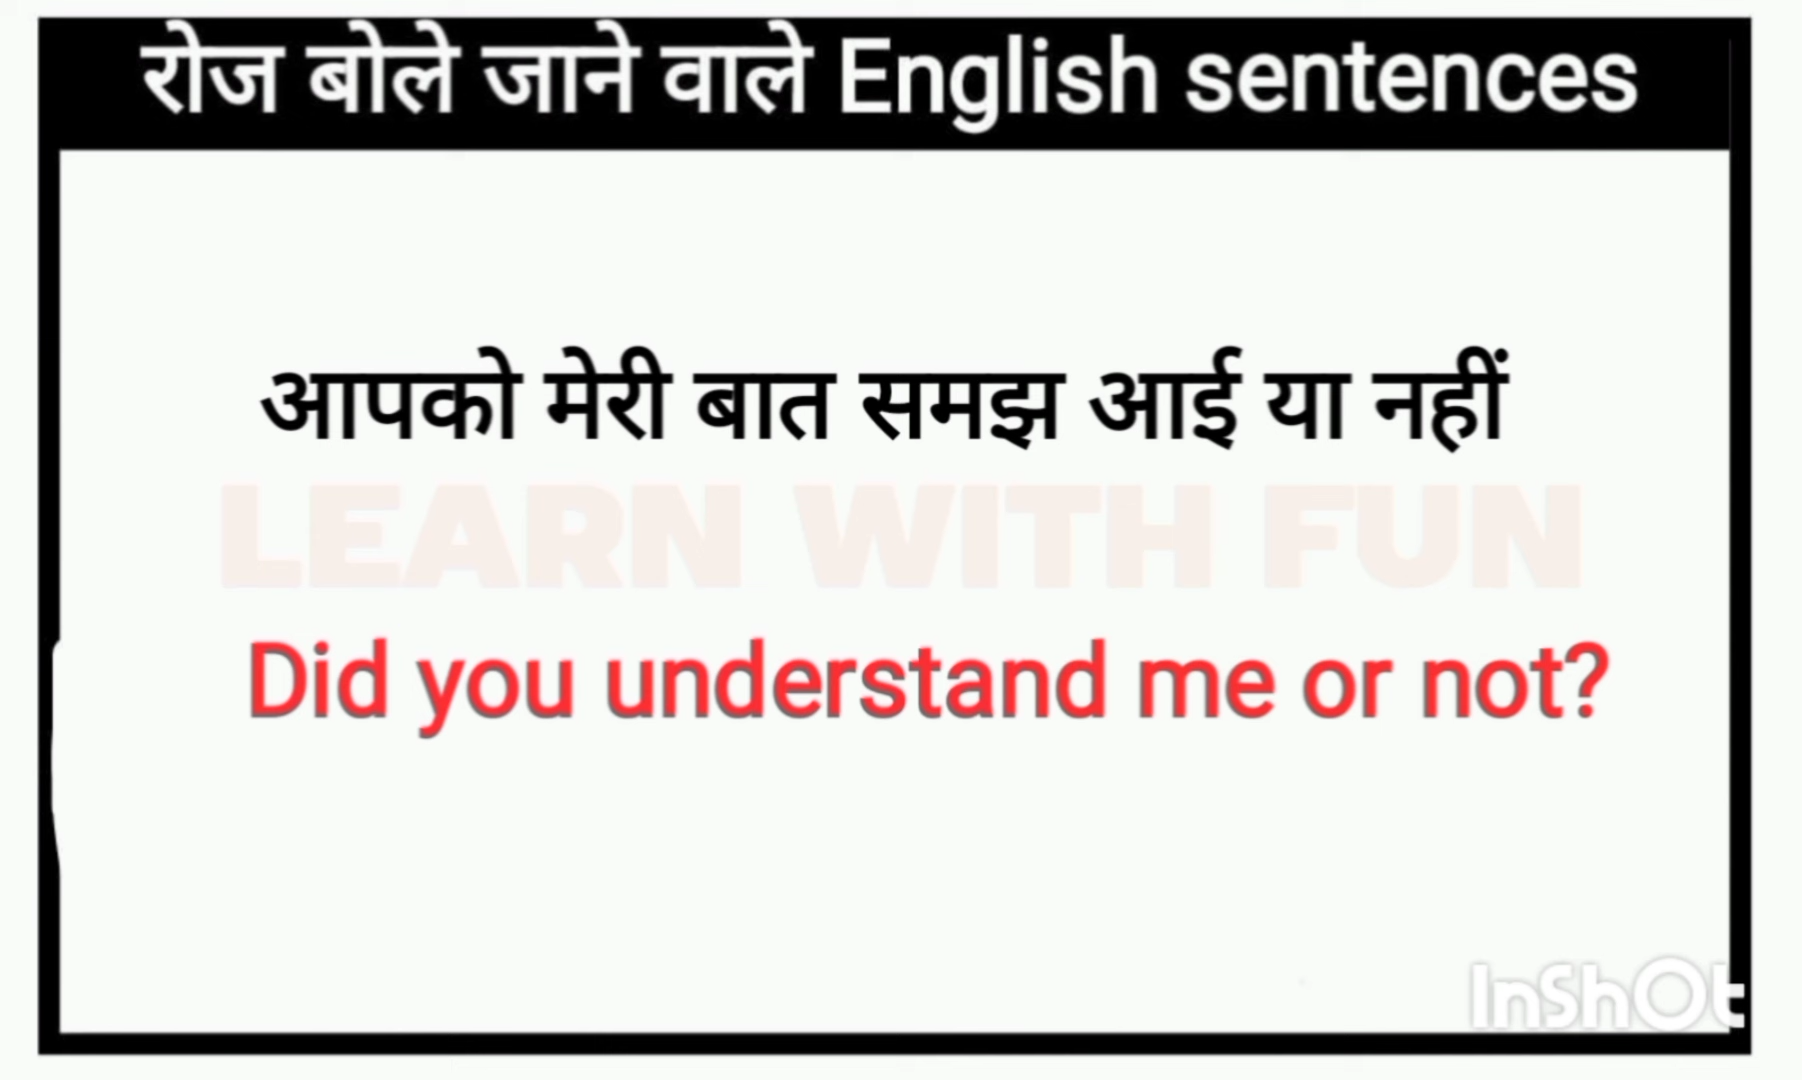 रोज बोले जाने वाले English sentences
आपको मेरी बात समझ आई या नहीं
LEARN WITH FUN
Did you understand me or not?
InShOt